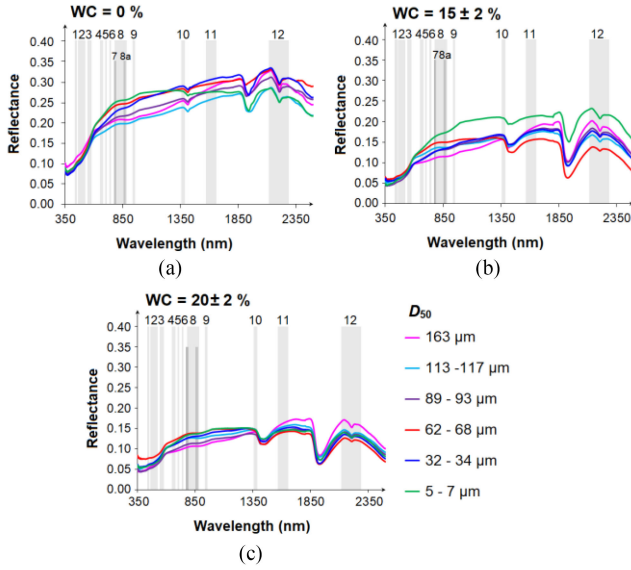 WC = 0 %
123 456 8 9 10 11 12
7 8a
0.40
0.35
0.30
0.25
0.20
0.15
0.10
0.05
0.00
Reflectance
350 850 1350 1850 2350
Wavelength (nm)
(a)
WC = 15 ± 2 %
123 456 8 9 10 11 12
78a
0.40
0.35
0.30
0.25
0.20
0.15
0.10
0.05
0.00
Reflectance
350 850 1350 1850 2350
Wavelength (nm)
(b)
WC = 20 ± 2 %
123 456 8 9 10 11 12
0.40
0.35
0.30
0.25
0.20
0.15
0.10
0.05
0.00
Reflectance
350 850 1350 1850 2350
Wavelength (nm)
(c)
D50
163 µm
113 -117 µm
89 - 93 µm
62 - 68 µm
32 - 34 µm
5 - 7 µm